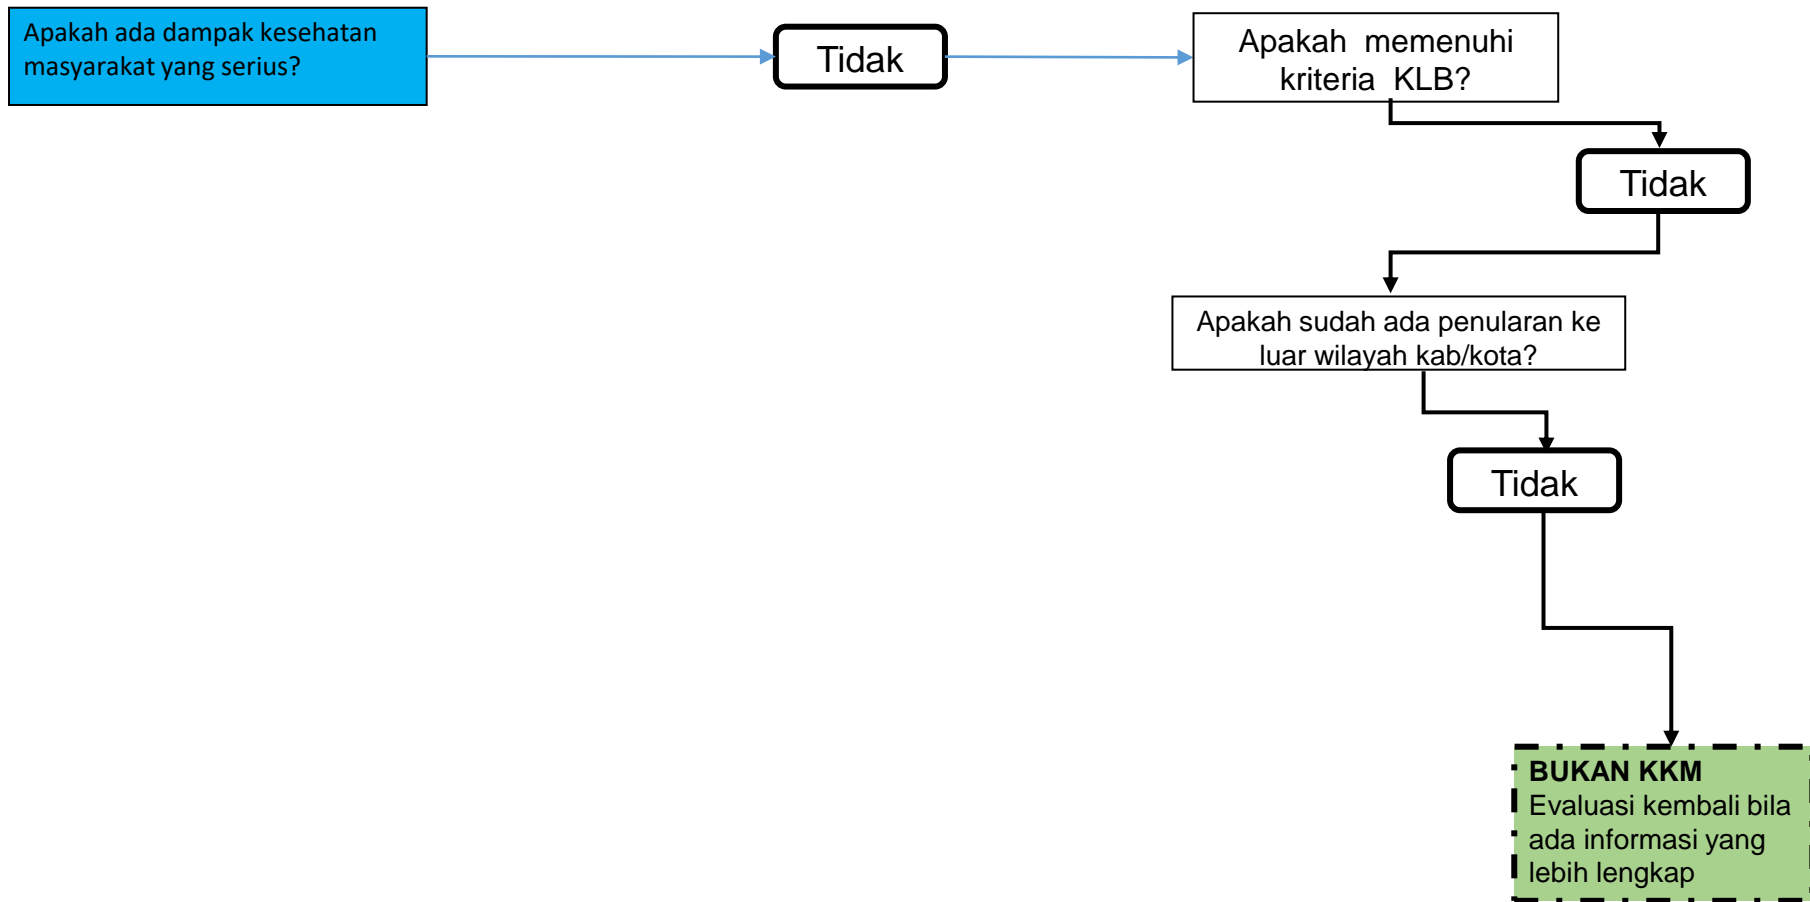 Apakah ada dampak kesehatan
masyarakat yang serius?
Tidak
Apakah memenuhi
kriteria KLB?
Tidak
Apakah sudah ada penularan ke
luar wilayah kab/kota?
Tidak
BUKAN KKM
Evaluasi kembali bila
ada informasi yang
lebih lengkap